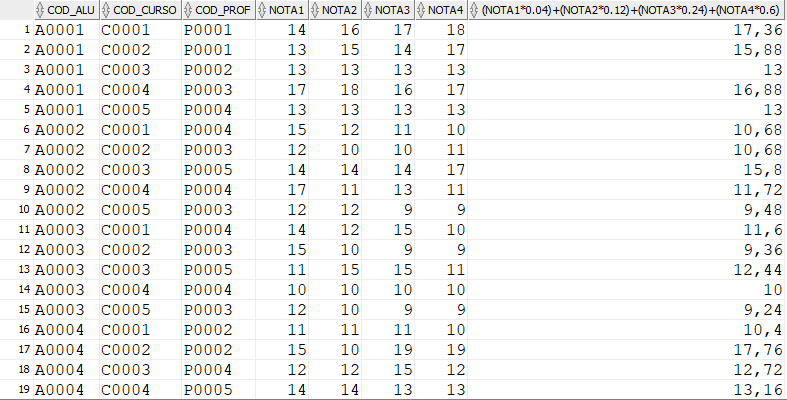 COD_ALU COD_CURSO COD_PROF NOTA1 NOTA2 NOTA3 NOTA4 (NOTA1*0.04)+(NOTA2*0.12)+(NOTA3*0.24)+(NOTA4*0.6)
1 A0001 C0001 P0001 14 16 17 18 17,36
2 A0001 C0002 P0001 13 15 14 17 15,88
3 A0001 C0003 P0002 13 13 13 13 13
4 A0001 C0004 P0003 17 18 16 17 16,88
5 A0001 C0005 P0004 13 13 13 13 13
6 A0002 C0001 P0004 15 12 11 10 10,68
7 A0002 C0002 P0003 12 10 10 11 10,68
8 A0002 C0003 P0005 14 14 14 17 15,8
9 A0002 C0004 P0004 17 11 13 11 11,72
10 A0002 C0005 P0003 12 12 9 9 9,48
11 A0003 C0001 P0004 14 12 15 10 11,6
12 A0003 C0002 P0003 15 10 9 9 9,36
13 A0003 C0003 P0005 11 15 15 11 12,44
14 A0003 C0004 P0004 10 10 10 10 10
15 A0003 C0005 P0003 12 10 9 9 9,24
16 A0004 C0001 P0002 11 11 11 10 10,4
17 A0004 C0002 P0002 15 10 19 19 17,76
18 A0004 C0003 P0004 12 12 15 12 12,72
19 A0004 C0004 P0005 14 14 13 13 13,16